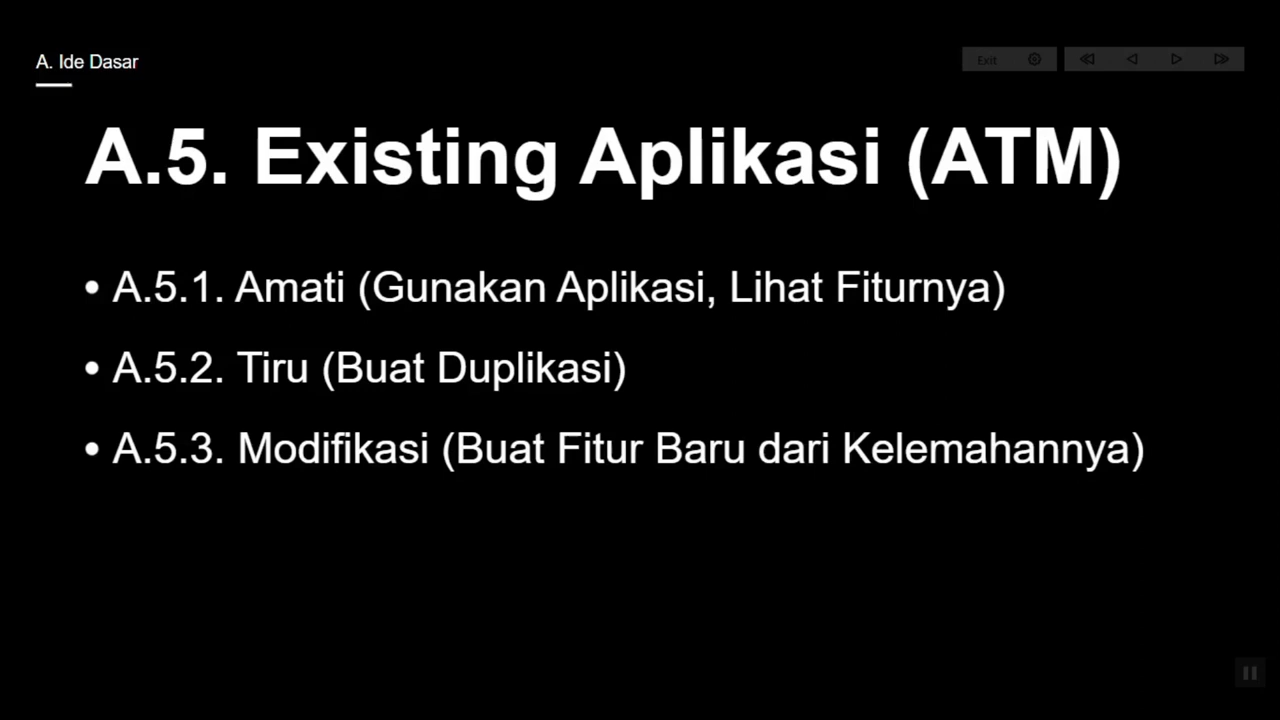 A. Ide Dasar
Exit
A.5. Existing Aplikasi (ATM)
• A.5.1. Amati (Gunakan Aplikasi, Lihat Fiturnya)
• A.5.2. Tiru (Buat Duplikasi)
• A.5.3. Modifikasi (Buat Fitur Baru dari Kelemahannya)